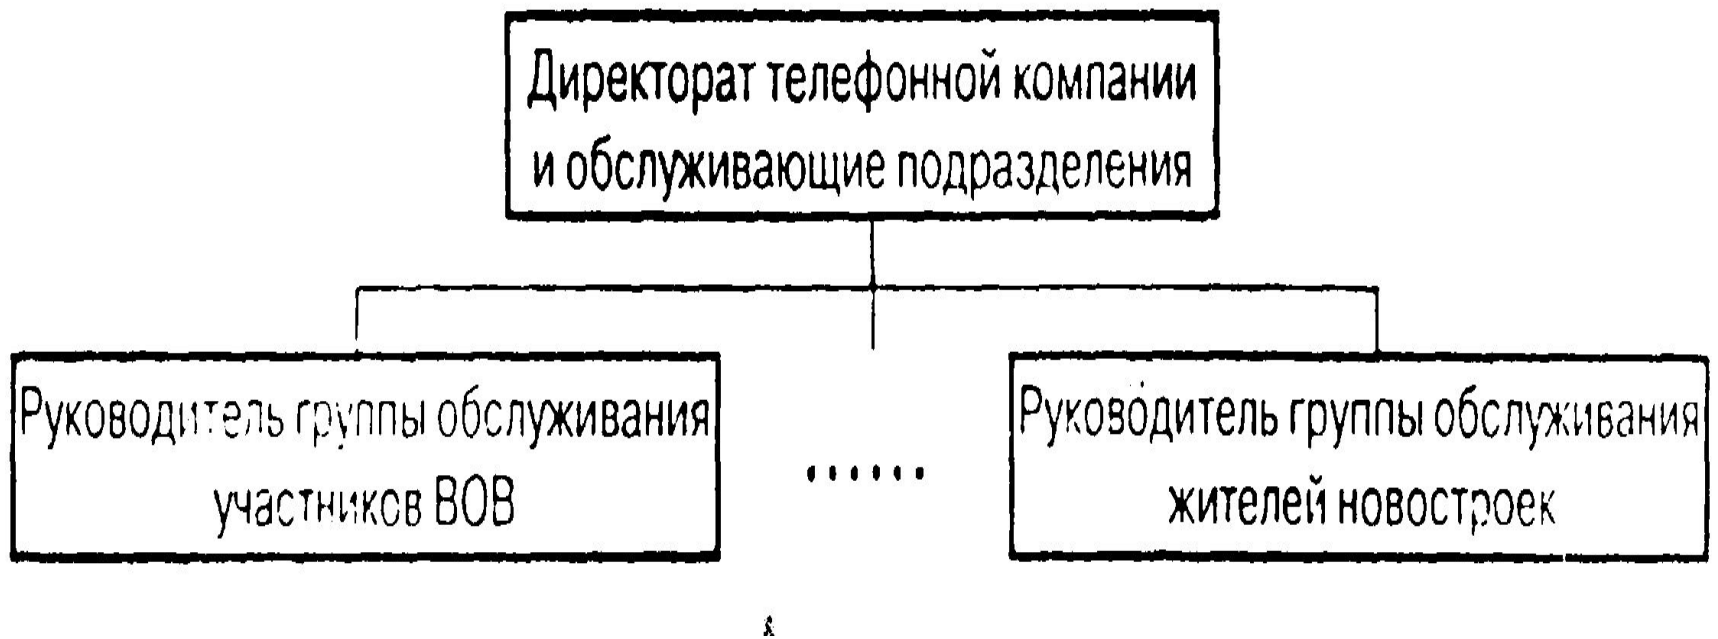 Директорат телефонной компании
и обслуживающие подразделения
Руководитель группы обслуживания
участников ВОВ
......
Руководитель группы обслуживания
жителей новостроек